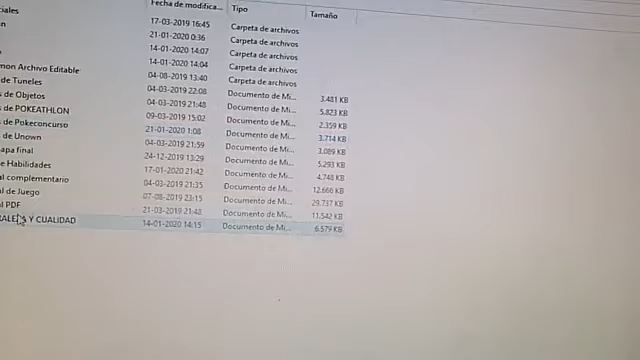 Fecha de modifica... Tipo Tamaño
ciales 17-03-2019 16:45 Carpeta de archivos
n 21-01-2020 0:36 Carpeta de archivos
14-01-2020 14:07 Carpeta de archivos
14-01-2020 14:04 Carpeta de archivos
mon Archivo Editable 04-08-2019 13:40 Carpeta de archivos
de Tuneles 04-03-2019 22:08 Documento de Mi... 3.481 KB
s de Objetos 04-03-2019 21:48 Documento de Mi... 5.823 KB
s de POKEATHLON 09-03-2019 15:02 Documento de Mi... 2.359 KB
s de Pokeconcurso 21-01-2020 1:08 Documento de Mi... 3.714 KB
s de Unown 04-03-2019 21:59 Documento de Mi... 3.089 KB
apa final 24-12-2019 13:29 Documento de Mi... 5.293 KB
e Habilidades 17-01-2020 21:42 Documento de Mi... 4.748 KB
al complementario 04-03-2019 21:35 Documento de Mi... 12.666 KB
al de Juego 07-08-2019 23:15 Documento de Mi... 29.737 KB
al PDF 21-03-2019 21:48 Documento de Mi... 11.542 KB
RALEZA Y CUALIDAD 14-01-2020 14:15 Documento de Mi... 6.579 KB